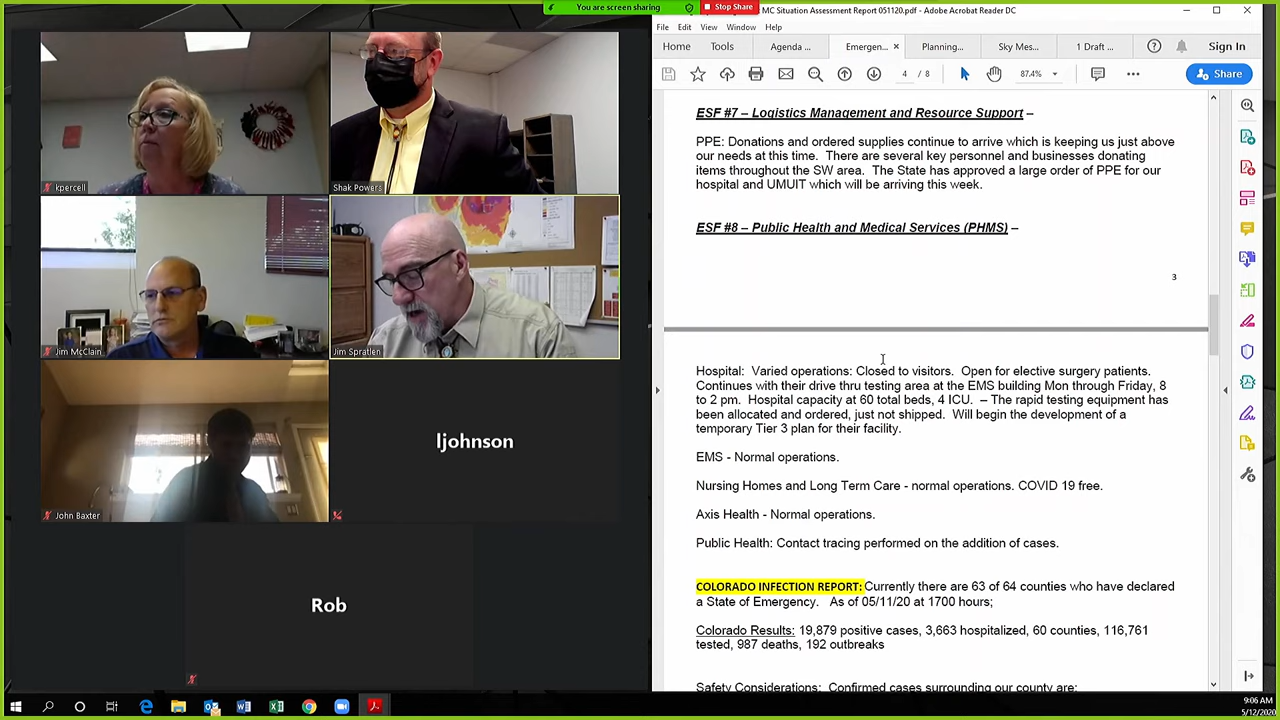 You are screen sharing
Stop Share
MC Situation Assessment Report 051120.pdf - Adobe Acrobat Reader DC
File Edit View Window Help
Home Tools Agenda ... Emergen... × Planning... Sky Mes... 1 Draft ... Sign In
4 / 8 87.4% Share
kpercell
Shak Powers
Jim McClain
Jim Spratlen
John Baxter
ljohnson
Rob
ESF #7 – Logistics Management and Resource Support –
PPE: Donations and ordered supplies continue to arrive which is keeping us just above
our needs at this time. There are several key personnel and businesses donating
items throughout the SW area. The State has approved a large order of PPE for our
hospital and UMUIT which will be arriving this week.
ESF #8 – Public Health and Medical Services (PHMS) –
3
Hospital: Varied operations: Closed to visitors. Open for elective surgery patients.
Continues with their drive thru testing area at the EMS building Mon through Friday, 8
to 2 pm. Hospital capacity at 60 total beds, 4 ICU. – The rapid testing equipment has
been allocated and ordered, just not shipped. Will begin the development of a
temporary Tier 3 plan for their facility.
EMS - Normal operations.
Nursing Homes and Long Term Care - normal operations. COVID 19 free.
Axis Health - Normal operations.
Public Health: Contact tracing performed on the addition of cases.
COLORADO INFECTION REPORT: Currently there are 63 of 64 counties who have declared
a State of Emergency. As of 05/11/20 at 1700 hours;
Colorado Results: 19,879 positive cases, 3,663 hospitalized, 60 counties, 116,761
tested, 987 deaths, 192 outbreaks
Safety Considerations: Confirmed cases surrounding our county are:
9:06 AM
5/12/2020